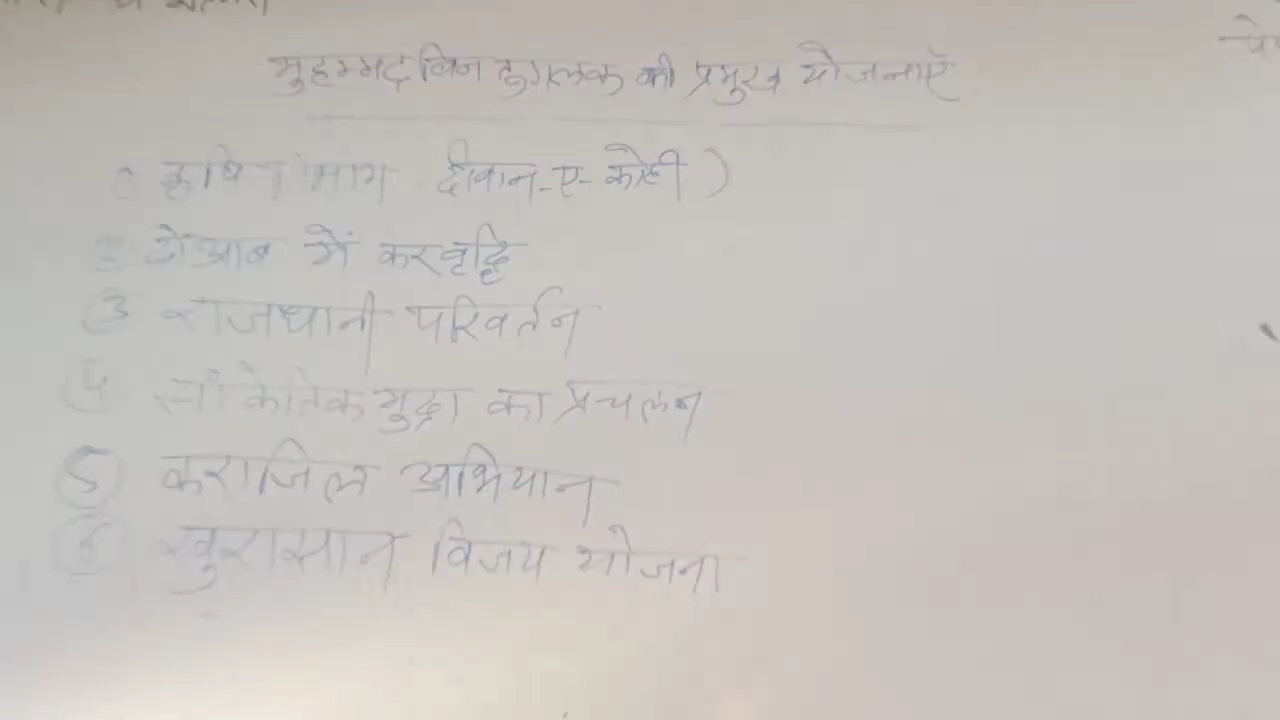 मुहम्मद बिन तुगलक की प्रमुख योजनाएँ
कृषि दीवान-ए-कोही )
② दोआब में करवृद्धि
③ राजधानी परिवर्तन
④ सांकेतिक मुद्रा का प्रचलन
⑤ कराजिल अभियान
⑥ खुरासान विजय योजना